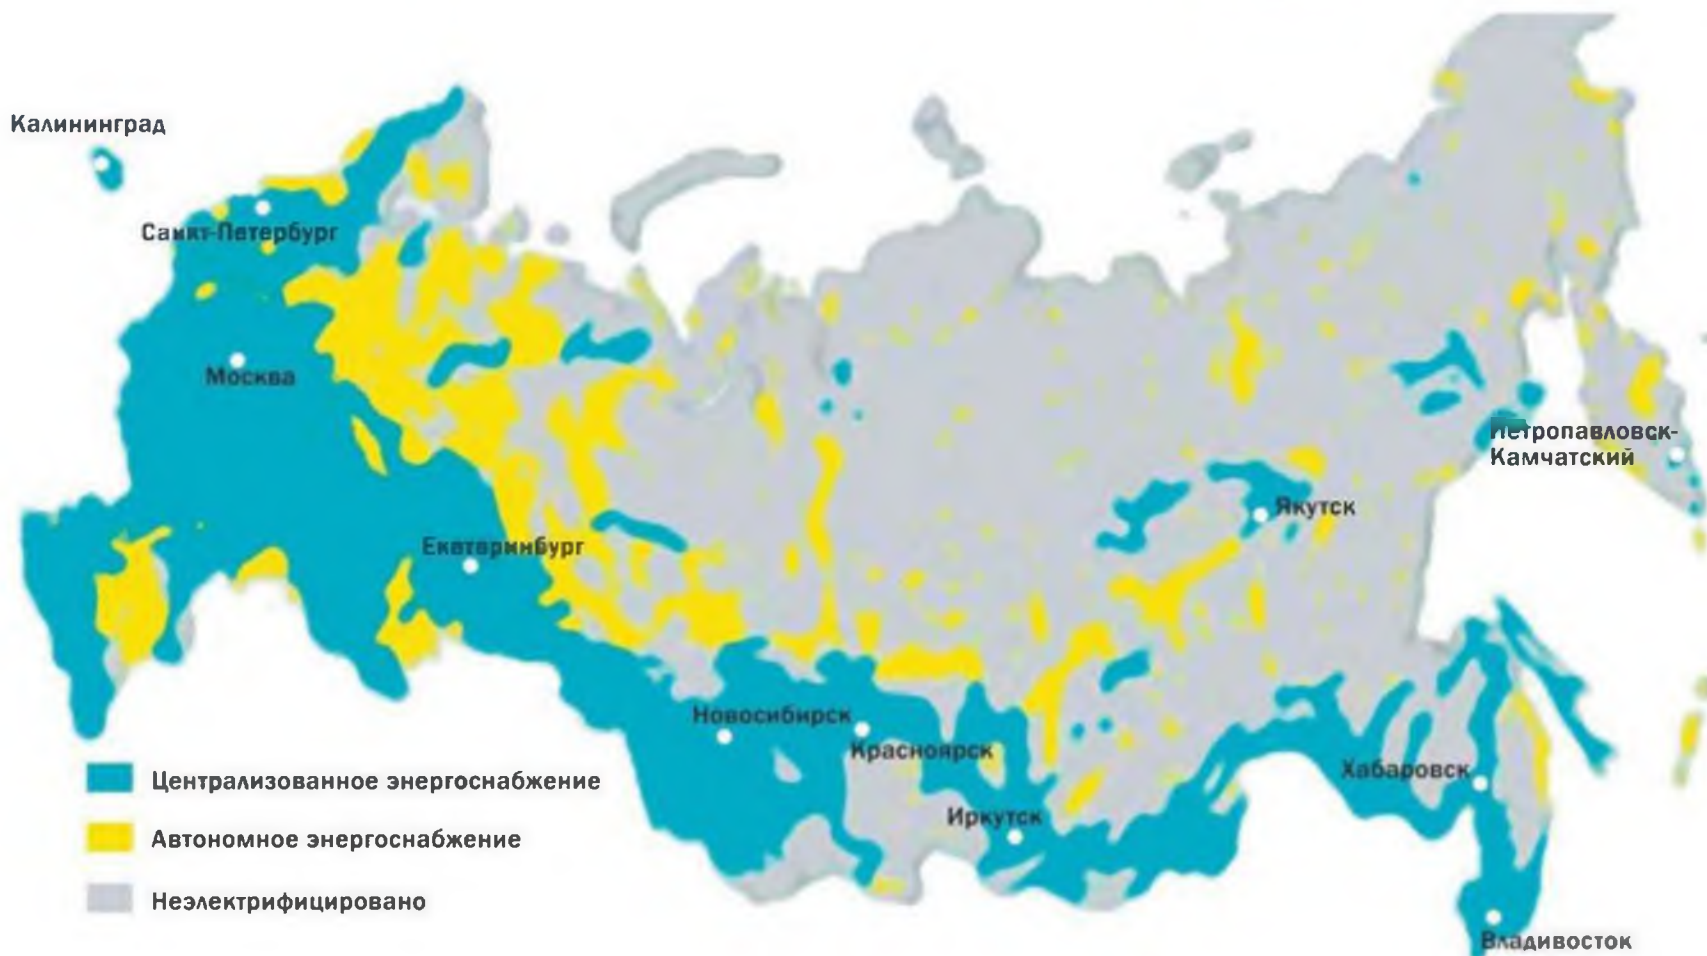 Калининград
Санкт-Петербург
Москва
Екатеринбург
Петропавловск-
Камчатский
Якутск
Новосибирск
Красноярск
Хабаровск
Иркутск
Владивосток
Централизованное энергоснабжение
Автономное энергоснабжение
Неэлектрифицировано